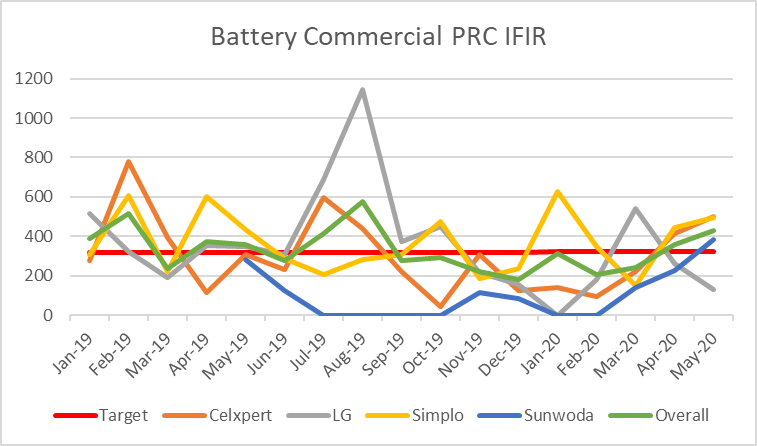 Battery Commercial PRC IFIR
1200
1000
800
600
400
200
0
Jan-19 Feb-19 Mar-19 Apr-19 May-19 Jun-19 Jul-19 Aug-19 Sep-19 Oct-19 Nov-19 Dec-19 Jan-20 Feb-20 Mar-20 Apr-20 May-20
Target Celxpert LG Simplo Sunwoda Overall